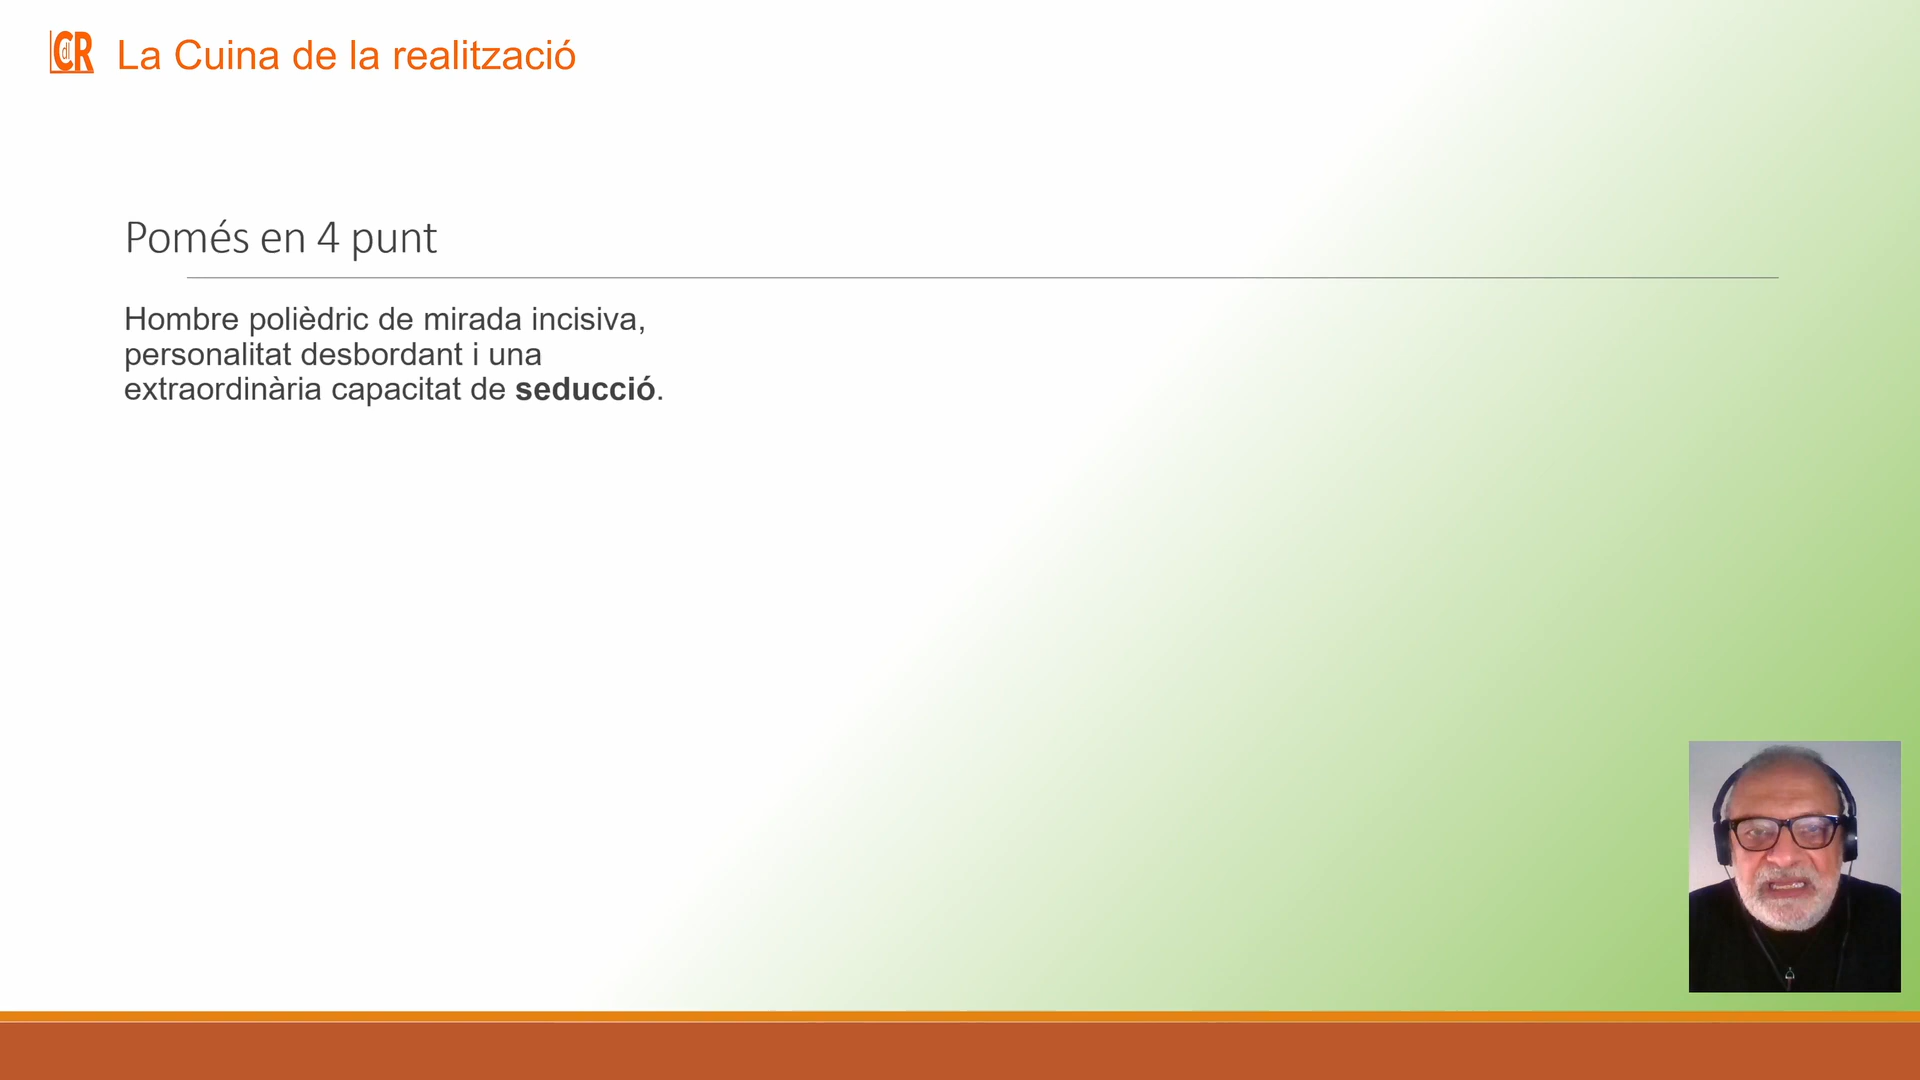 LCdlR La Cuina de la realització
Pomés en 4 punt
Hombre polièdric de mirada incisiva,
personalitat desbordant i una
extraordinària capacitat de seducció.